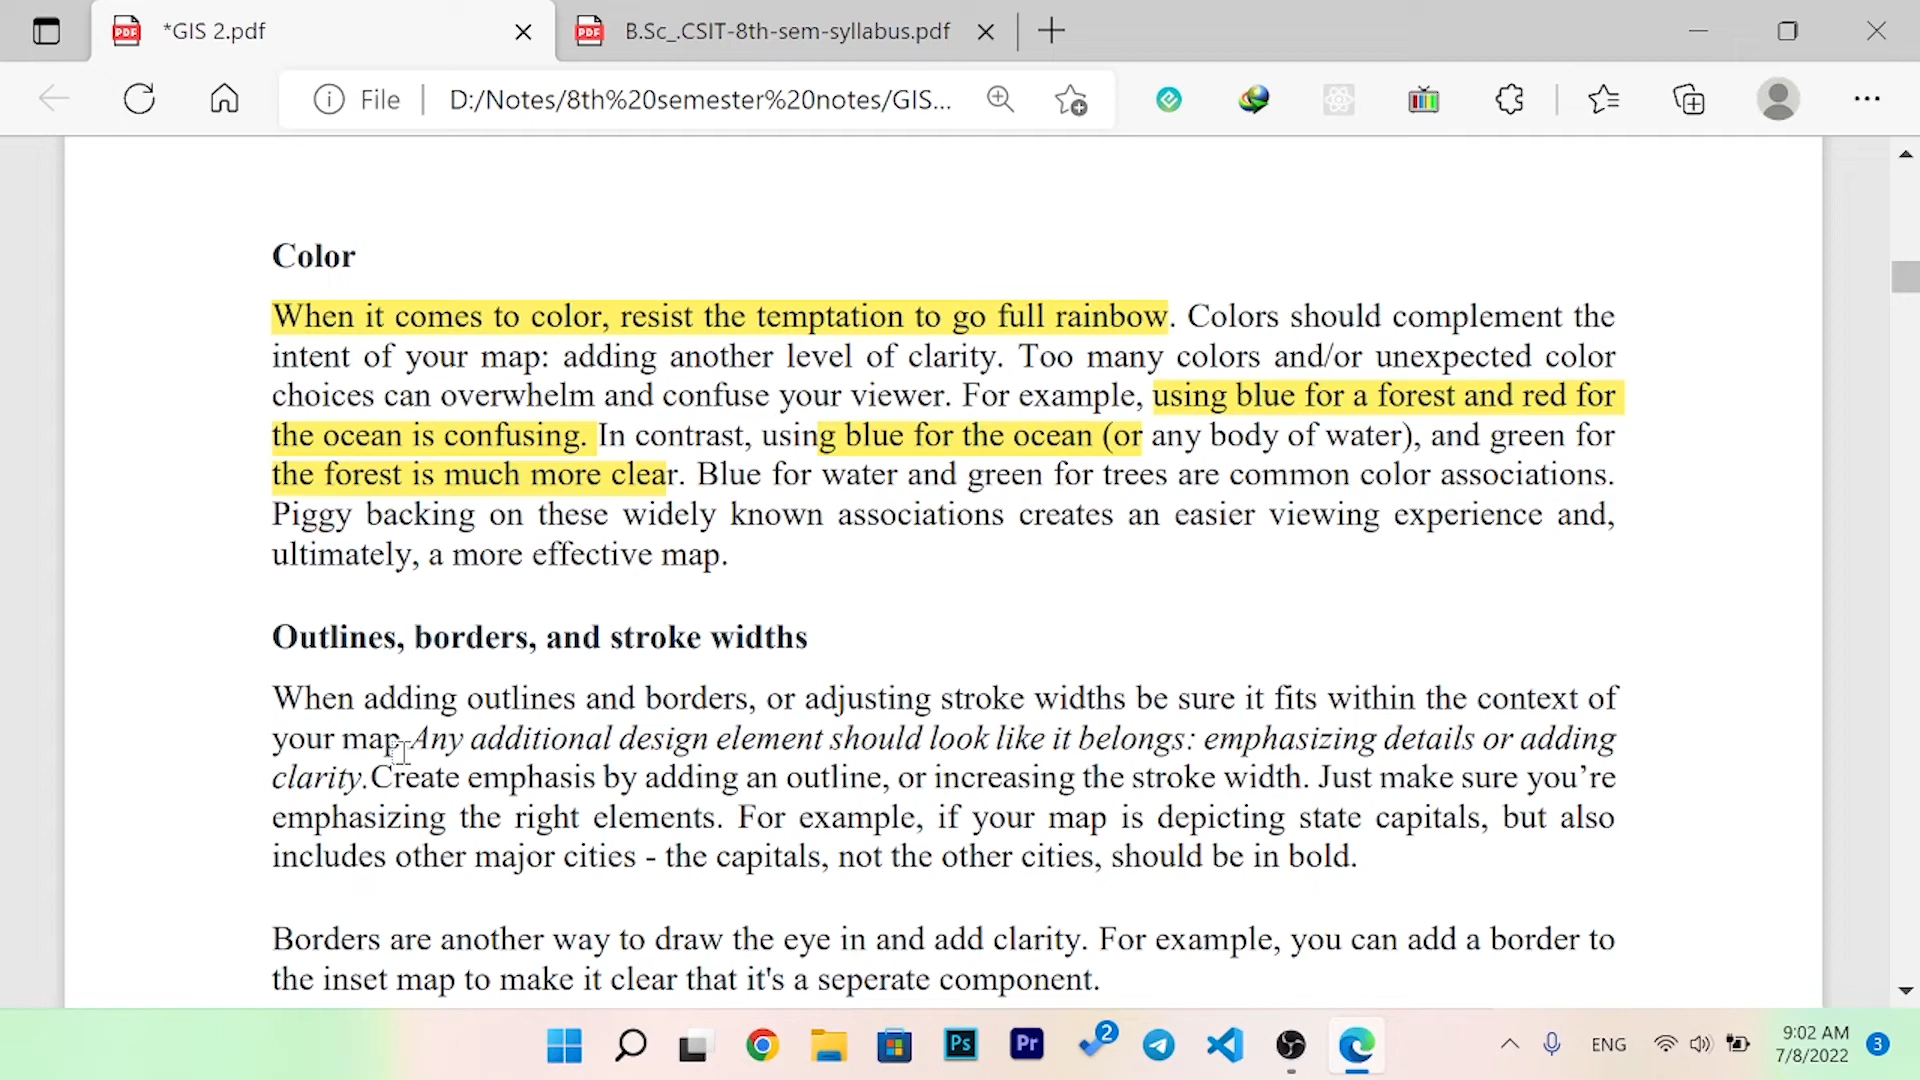 *GIS 2.pdf
B.Sc_.CSIT-8th-sem-syllabus.pdf
File
D:/Notes/8th%20semester%20notes/GIS...
Color
When it comes to color, resist the temptation to go full rainbow. Colors should complement the
intent of your map: adding another level of clarity. Too many colors and/or unexpected color
choices can overwhelm and confuse your viewer. For example, using blue for a forest and red for
the ocean is confusing. In contrast, using blue for the ocean (or any body of water), and green for
the forest is much more clear. Blue for water and green for trees are common color associations.
Piggy backing on these widely known associations creates an easier viewing experience and,
ultimately, a more effective map.
Outlines, borders, and stroke widths
When adding outlines and borders, or adjusting stroke widths be sure it fits within the context of
your map. Any additional design element should look like it belongs: emphasizing details or adding
clarity.Create emphasis by adding an outline, or increasing the stroke width. Just make sure you’re
emphasizing the right elements. For example, if your map is depicting state capitals, but also
includes other major cities - the capitals, not the other cities, should be in bold.
Borders are another way to draw the eye in and add clarity. For example, you can add a border to
the inset map to make it clear that it's a seperate component.
Ps
Pr
2
ENG
9:02 AM
7/8/2022
3
PDF
PDF